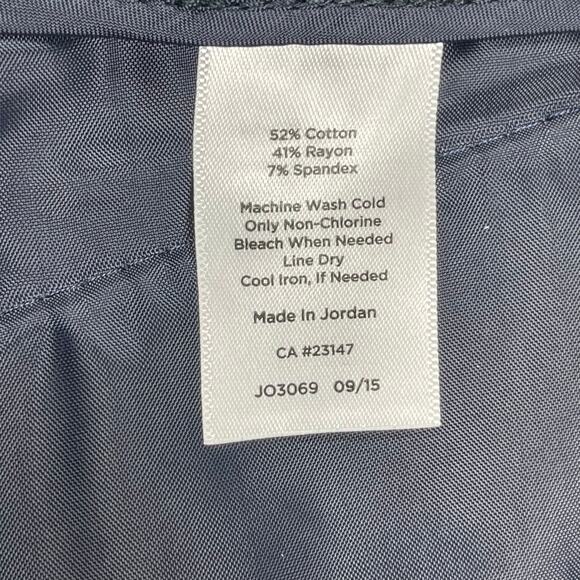 52% Cotton
41% Rayon
7% Spandex
Machine Wash Cold
Only Non-Chlorine
Bleach When Needed
Line Dry
Cool Iron, If Needed
Made In Jordan
CA #23147
JO3069 09/15